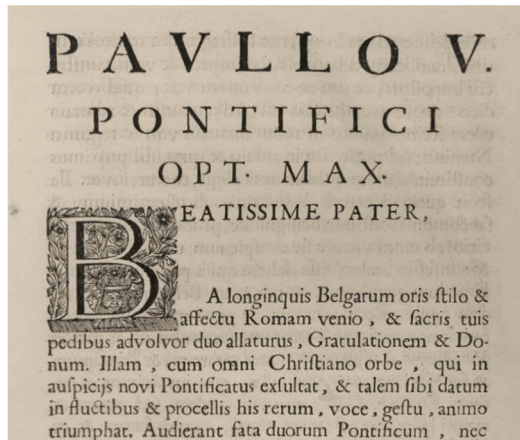 PAVLLO V.
PONTIFICI
OPT. MAX.
BEATISSIME PATER,
A longinquis Belgarum oris ſtilo &
affectu Romam venio, & ſacris tuis
pedibus advolvor duo allaturus, Gratulationem & Do-
num. Illam, cum omni Chriſtiano orbe, qui in
auſpicijs novi Pontificatus exſultat, & talem ſibi datum
in fluctibus & procellis his rerum, voce, geſtu, animo
triumphat. Audierant fata duorum Pontificum, nec